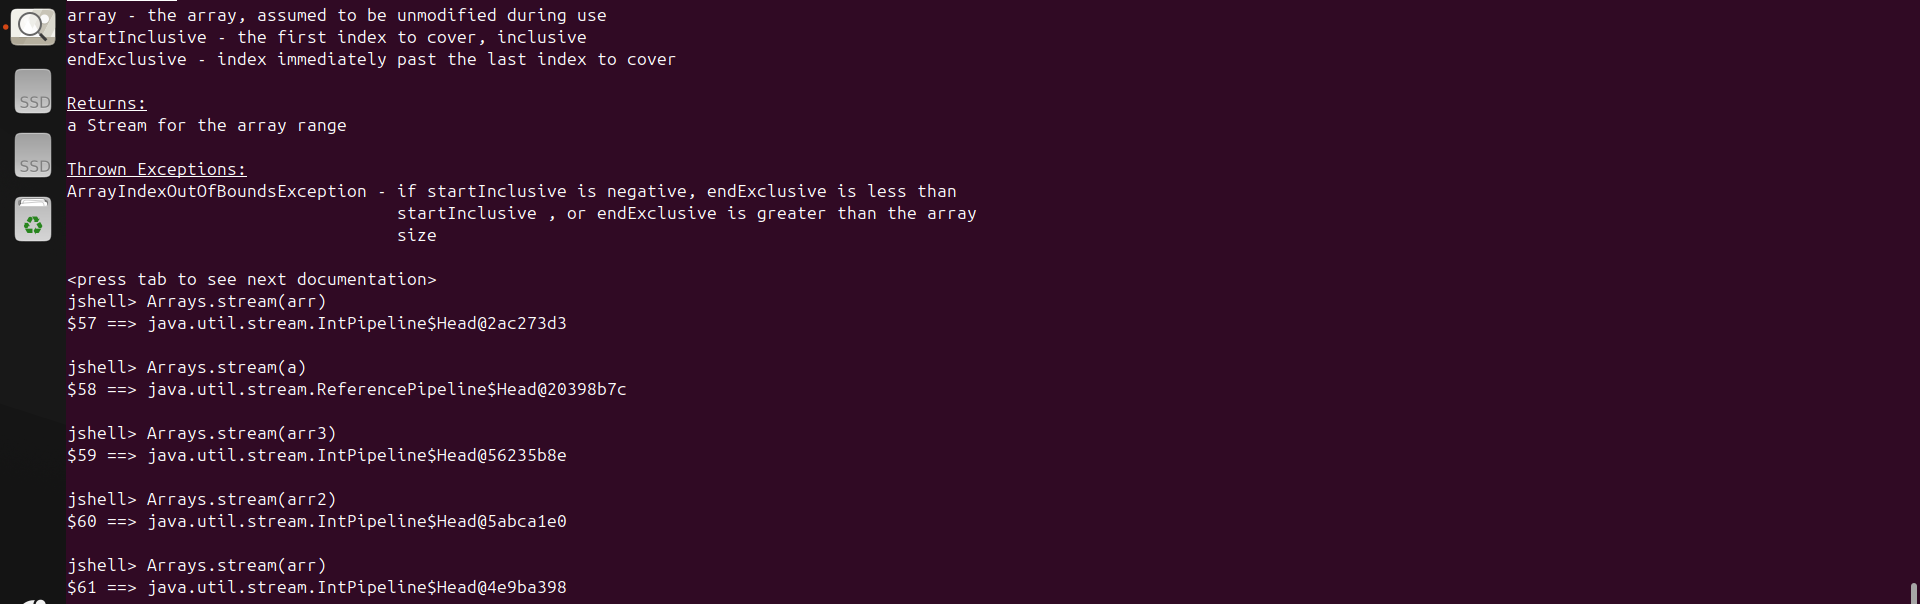 array - the array, assumed to be unmodified during use
startInclusive - the first index to cover, inclusive
endExclusive - index immediately past the last index to cover
Returns:
a Stream for the array range
Thrown Exceptions:
ArrayIndexOutOfBoundsException - if startInclusive is negative, endExclusive is less than
startInclusive , or endExclusive is greater than the array
size
<press tab to see next documentation>
jshell> Arrays.stream(arr)
$57 ==> java.util.stream.IntPipeline$Head@2ac273d3
jshell> Arrays.stream(a)
$58 ==> java.util.stream.ReferencePipeline$Head@20398b7c
jshell> Arrays.stream(arr3)
$59 ==> java.util.stream.IntPipeline$Head@56235b8e
jshell> Arrays.stream(arr2)
$60 ==> java.util.stream.IntPipeline$Head@5abca1e0
jshell> Arrays.stream(arr)
$61 ==> java.util.stream.IntPipeline$Head@4e9ba398
SSD
SSD